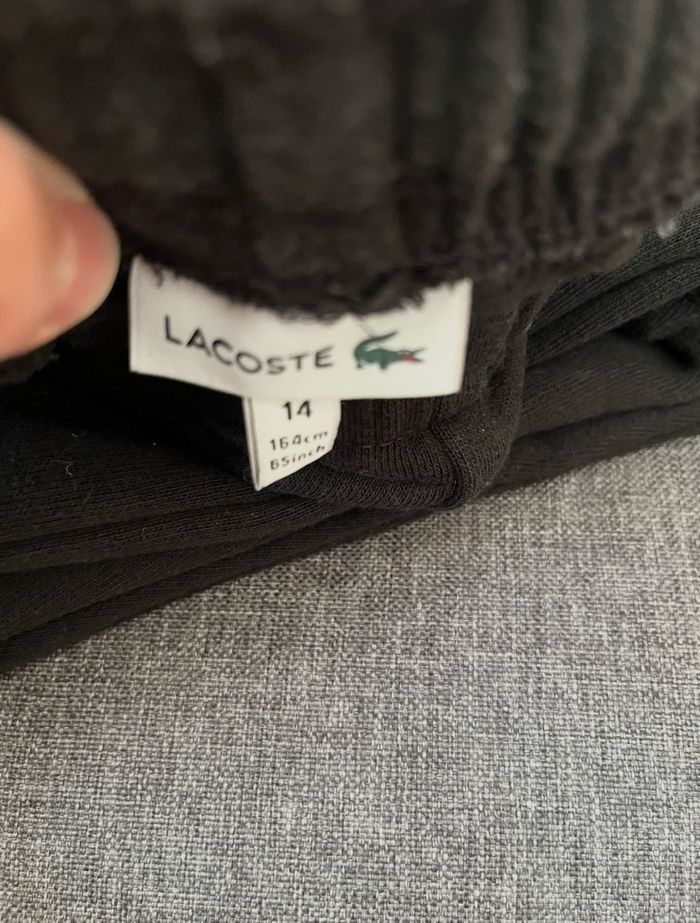 LACOSTE
14
164cm
65inch